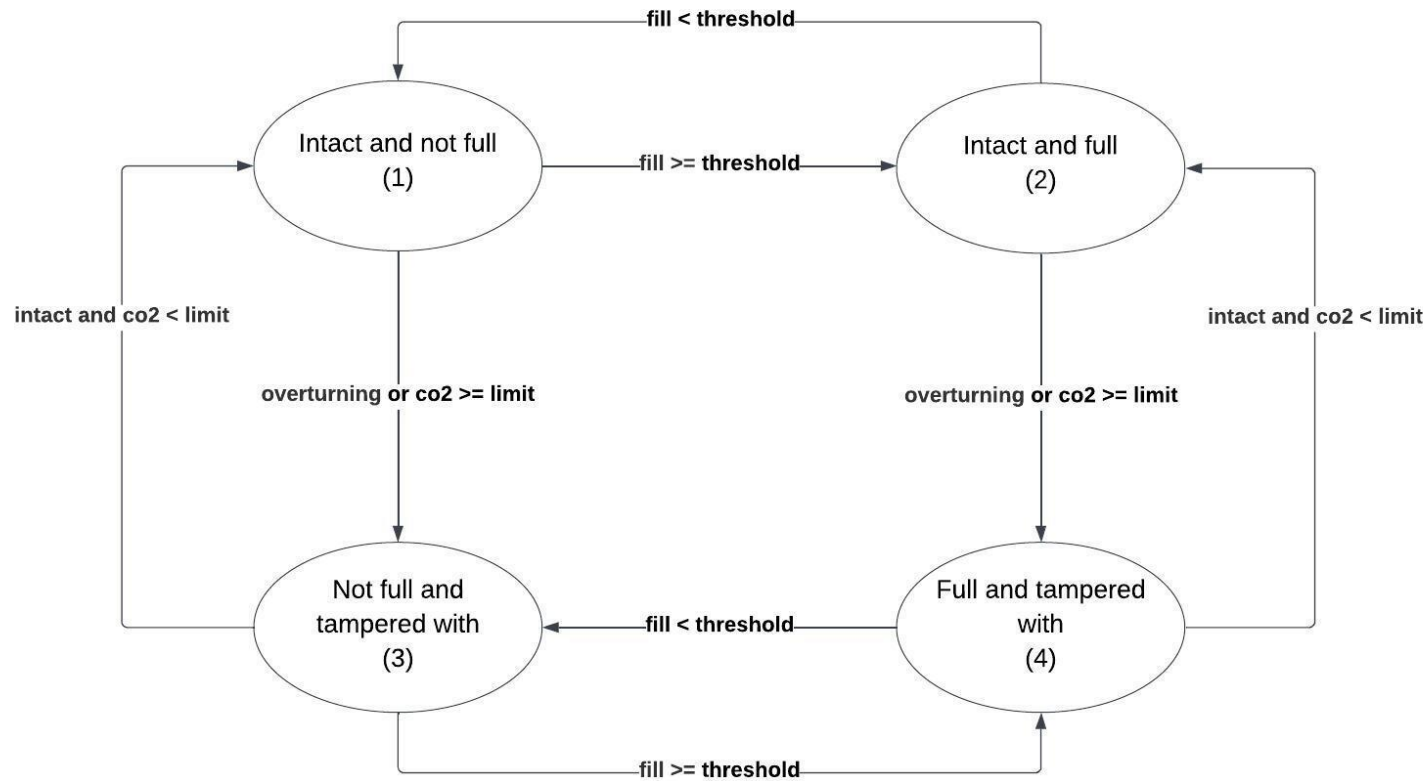 fill < threshold
Intact and not full
(1)
fill >= threshold
Intact and full
(2)
intact and co2 < limit
intact and co2 < limit
overturning or co2 >= limit
overturning or co2 >= limit
Not full and
tampered with
(3)
fill < threshold
Full and tampered
with
(4)
fill >= threshold